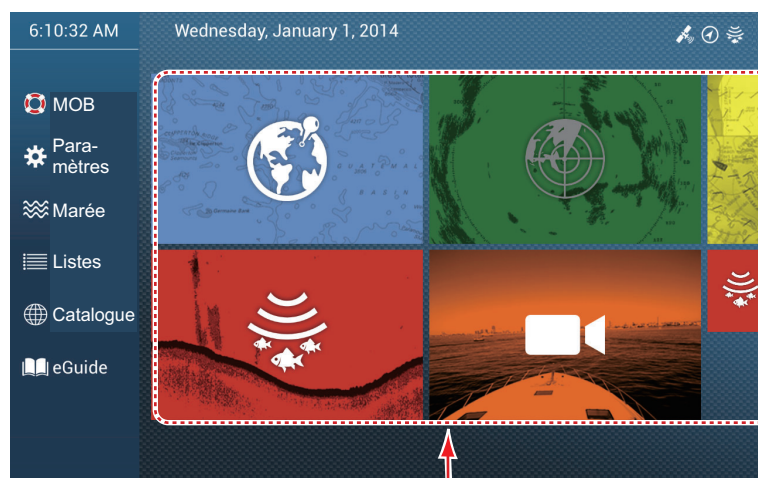 6:10:32 AM
Wednesday, January 1, 2014
MOB
Para-
mètres
Marée
Listes
Catalogue
eGuide